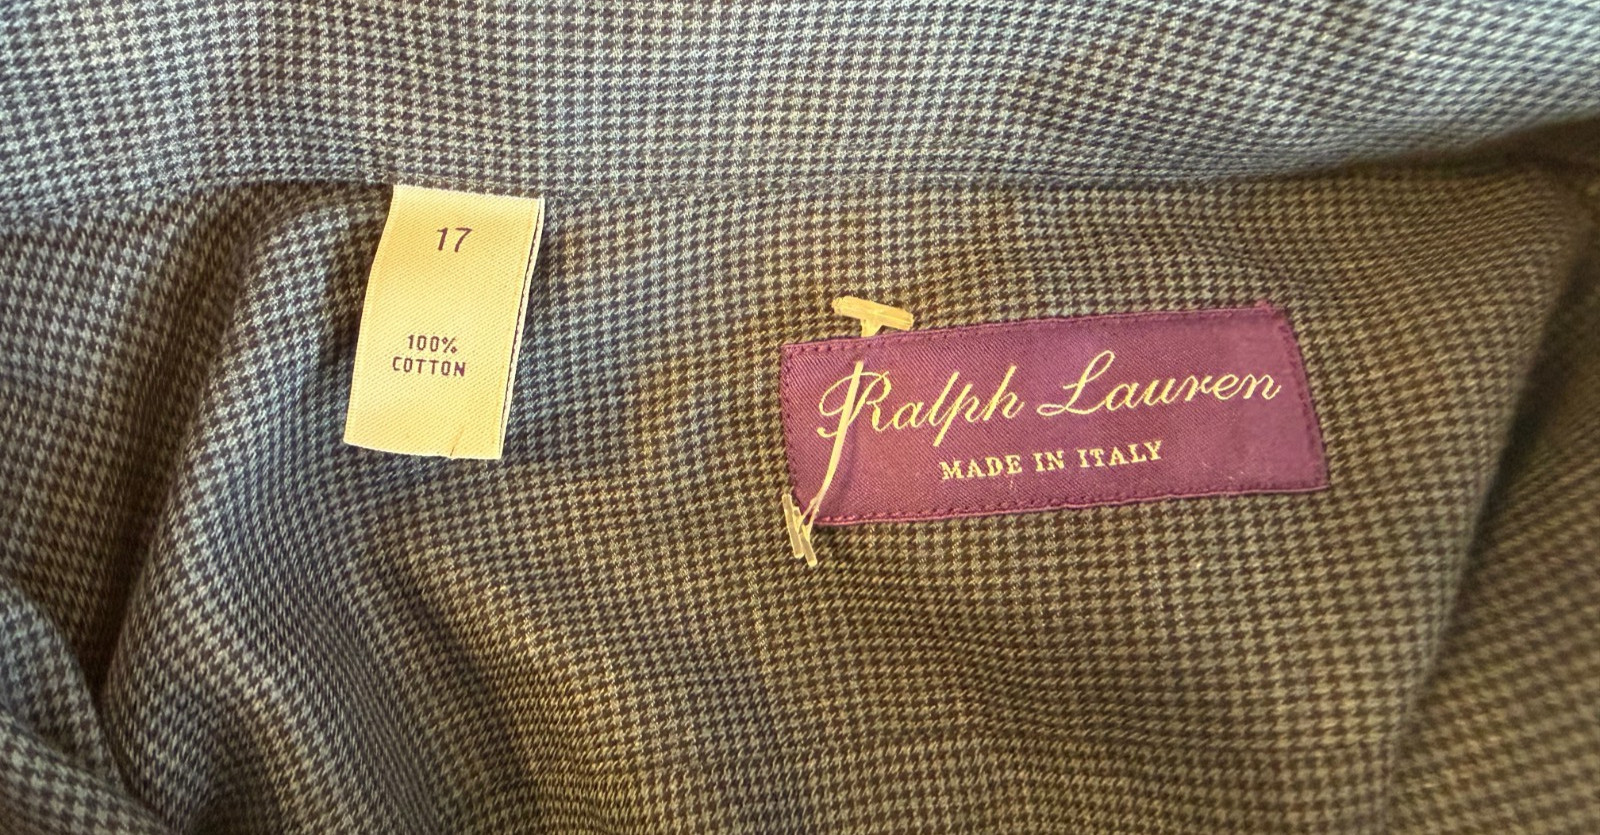 17
100%
COTTON
Ralph Lauren
MADE IN ITALY